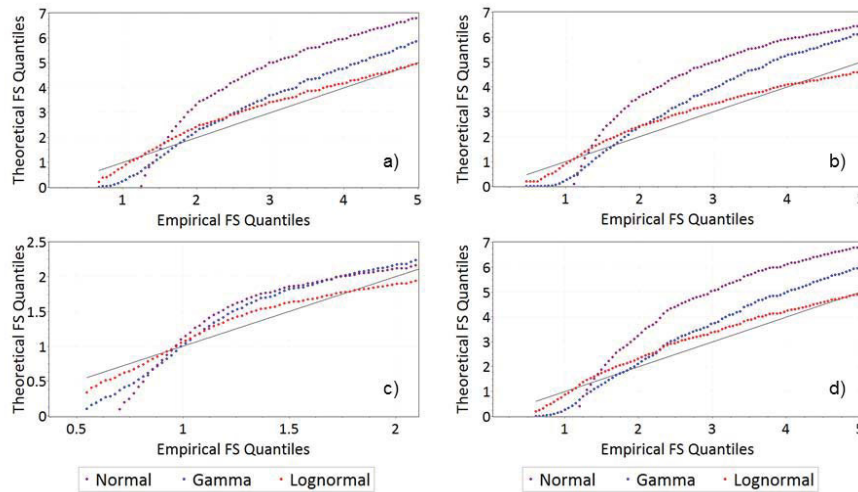 7
6
5
4
3
2
1
0
Theoretical FS Quantiles
a)
1 2 3 4 5
Empirical FS Quantiles
7
6
5
4
3
2
1
0
Theoretical FS Quantiles
b)
1 2 3 4 5
Empirical FS Quantiles
2.5
2
1.5
1
0.5
0
Theoretical FS Quantiles
c)
0.5 1 1.5 2
Empirical FS Quantiles
7
6
5
4
3
2
1
0
Theoretical FS Quantiles
d)
1 2 3 4 5
Empirical FS Quantiles
Normal Gamma Lognormal
Normal Gamma Lognormal